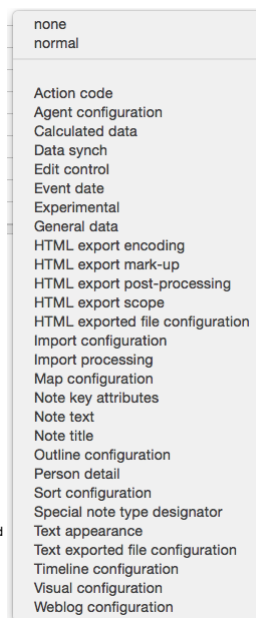 none
normal
Action code
Agent configuration
Calculated data
Data synch
Edit control
Event date
Experimental
General data
HTML export encoding
HTML export mark-up
HTML export post-processing
HTML export scope
HTML exported file configuration
Import configuration
Import processing
Map configuration
Note key attributes
Note text
Note title
Outline configuration
Person detail
Sort configuration
Special note type designator
Text appearance
Text exported file configuration
Timeline configuration
Visual configuration
Weblog configuration